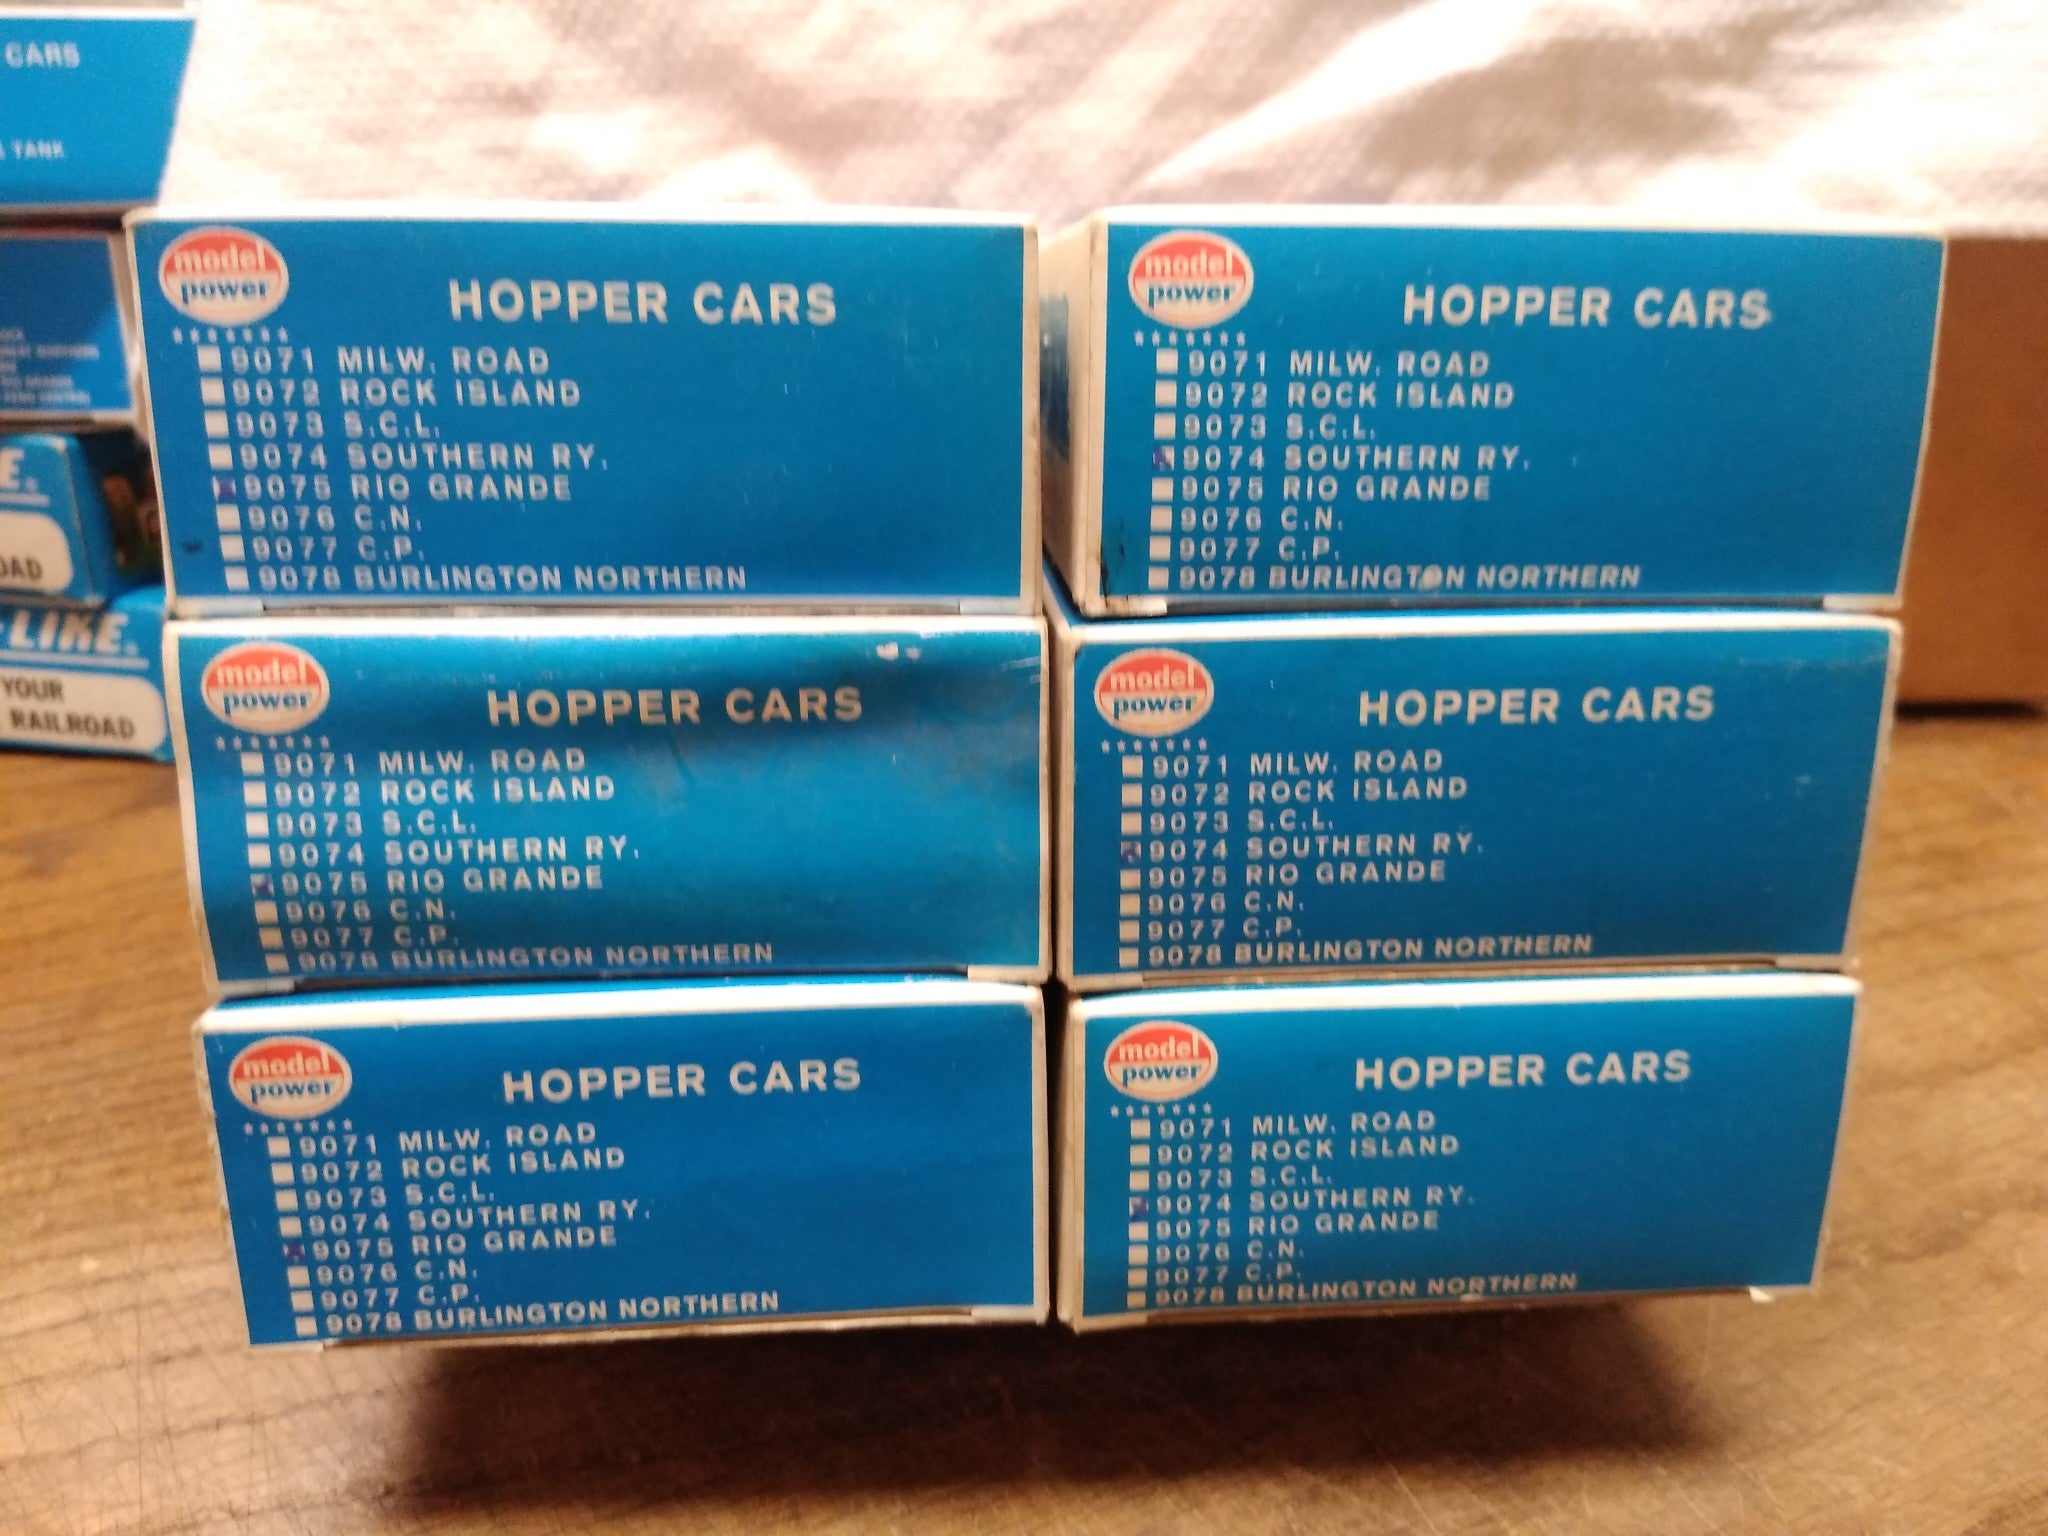 CARS
TANK
E.
OAD
-LIKE.
YOUR
RAILROAD
model
power
HOPPER CARS
*******
9071 MILW. ROAD
9072 ROCK ISLAND
9073 S.C.L.
9074 SOUTHERN RY.
9075 RIO GRANDE
9076 C.N.
9077 C.P.
9078 BURLINGTON NORTHERN
model
power
HOPPER CARS
*******
9071 MILW. ROAD
9072 ROCK ISLAND
9073 S.C.L.
9074 SOUTHERN RY.
9075 RIO GRANDE
9076 C.N.
9077 C.P.
9078 BURLINGTON NORTHERN
model
power
HOPPER CARS
*******
9071 MILW. ROAD
9072 ROCK ISLAND
9073 S.C.L.
9074 SOUTHERN RY.
9075 RIO GRANDE
9076 C.N.
9077 C.P.
9078 BURLINGTON NORTHERN
model
power
HOPPER CARS
*******
9071 MILW. ROAD
9072 ROCK ISLAND
9073 S.C.L.
9074 SOUTHERN RY.
9075 RIO GRANDE
9076 C.N.
9077 C.P.
9078 BURLINGTON NORTHERN
model
power
HOPPER CARS
*******
9071 MILW. ROAD
9072 ROCK ISLAND
9073 S.C.L.
9074 SOUTHERN RY.
9075 RIO GRANDE
9076 C.N.
9077 C.P.
9078 BURLINGTON NORTHERN
model
power
HOPPER CARS
*******
9071 MILW. ROAD
9072 ROCK ISLAND
9073 S.C.L.
9074 SOUTHERN RY.
9075 RIO GRANDE
9076 C.N.
9077 C.P.
9078 BURLINGTON NORTHERN